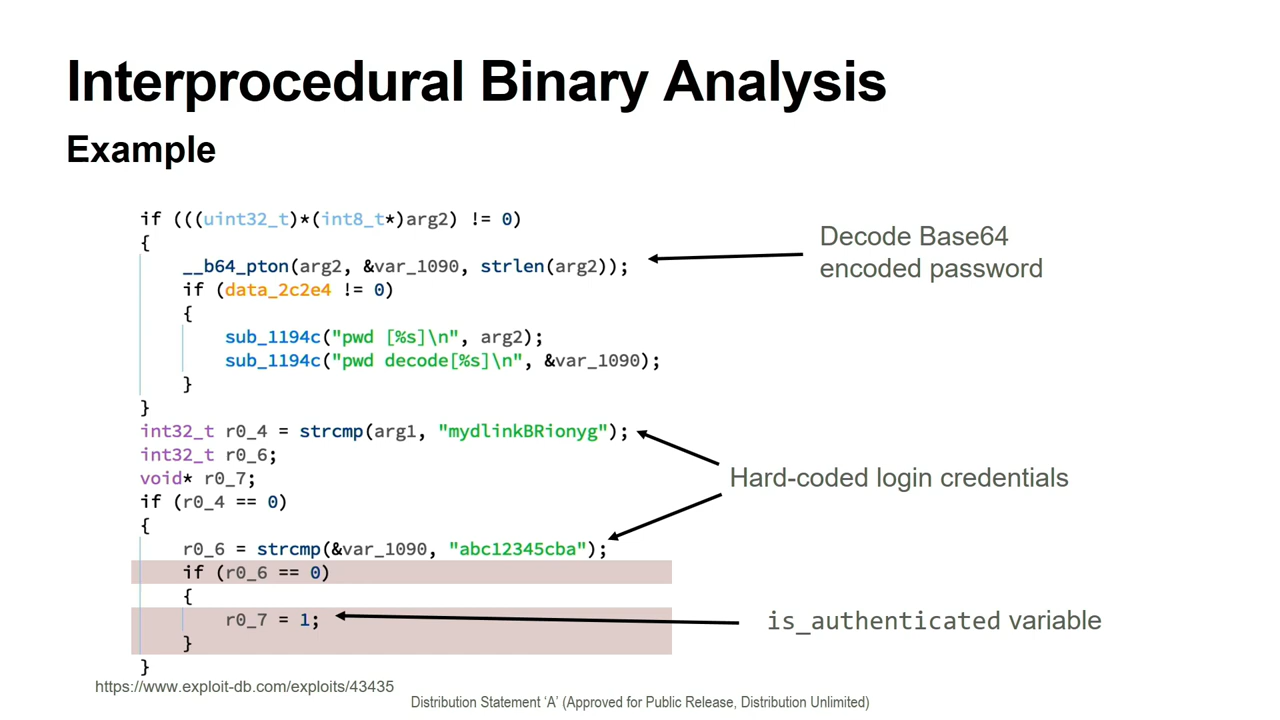 Interprocedural Binary Analysis
Example
if (((uint32_t)*(int8_t*)arg2) != 0)
{
__b64_pton(arg2, &var_1090, strlen(arg2));
if (data_2c2e4 != 0)
{
sub_1194c("pwd [%s]\n", arg2);
sub_1194c("pwd decode[%s]\n", &var_1090);
}
}
int32_t r0_4 = strcmp(arg1, "mydlinkBRionyg");
int32_t r0_6;
void* r0_7;
if (r0_4 == 0)
{
r0_6 = strcmp(&var_1090, "abc12345cba");
if (r0_6 == 0)
{
r0_7 = 1;
}
}
Decode Base64
encoded password
Hard-coded login credentials
is_authenticated variable
https://www.exploit-db.com/exploits/43435
Distribution Statement ‘A’ (Approved for Public Release, Distribution Unlimited)